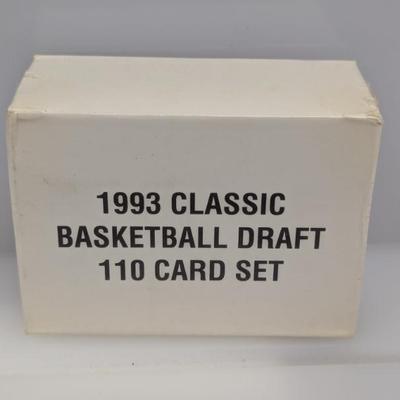 1993 CLASSIC
BASKETBALL DRAFT
110 CARD SET